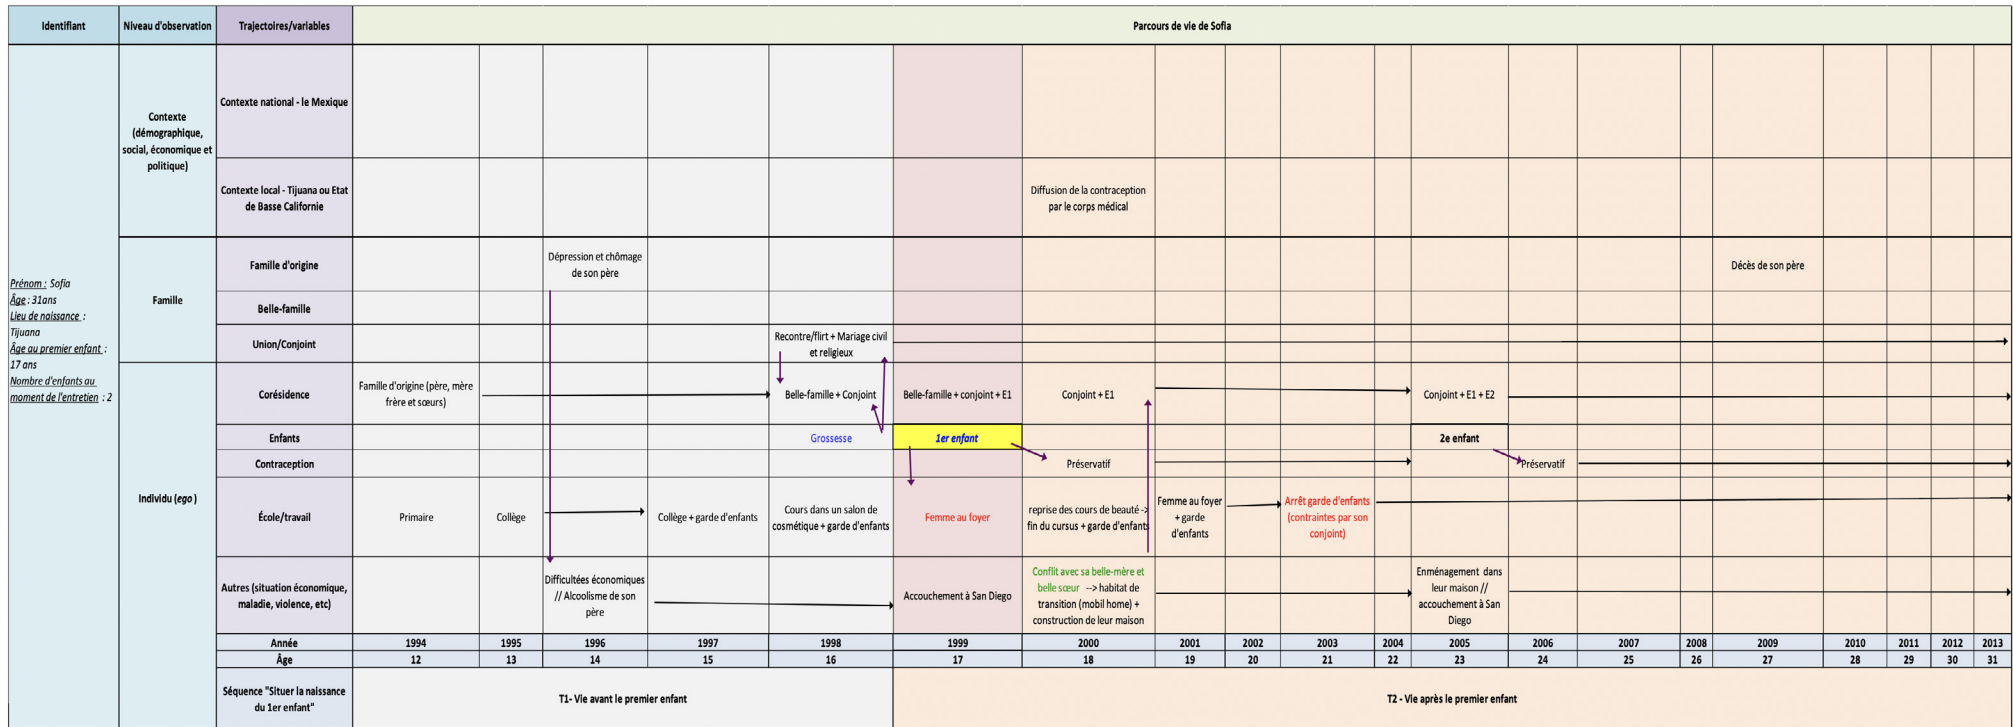 Identifiant
Niveau d'observation
Trajectoires/variables
Parcours de vie de Sofia
Prénom : Sofia
Âge : 31ans
Lieu de naissance :
Tijuana
Âge au premier enfant :
17 ans
Nombre d'enfants au
moment de l'entretien : 2
Contexte
(démographique,
social, économique et
politique)
Contexte national - le Mexique
Contexte local - Tijuana ou Etat
de Basse Californie
Diffusion de la contraception
par le corps médical
Famille
Famille d'origine
Dépression et chômage
de son père
Décès de son père
Belle-famille
Union/Conjoint
Recontre/flirt + Mariage civil
et religieux
Individu (ego )
Corésidence
Famille d'origine (père, mère
frère et sœurs)
Belle-famille + Conjoint
Belle-famille + conjoint + E1
Conjoint + E1
Conjoint + E1 + E2
Enfants
Grossesse
1er enfant
2e enfant
Contraception
Préservatif
Préservatif
École/travail
Primaire
Collège
Collège + garde d'enfants
Cours dans un salon de
cosmétique + garde d'enfants
Femme au foyer
reprise des cours de beauté ->
fin du cursus + garde d'enfants
Femme au foyer
+ garde
d'enfants
Arrêt garde d'enfants
(contraintes par son
conjoint)
Autres (situation économique,
maladie, violence, etc)
Difficultées économiques
// Alcoolisme de son
père
Accouchement à San Diego
Conflit avec sa belle-mère et
belle sœur --> habitat de
transition (mobil home) +
construction de leur maison
Enménagement dans
leur maison //
accouchement à San
Diego
Année
1994 1995 1996 1997 1998 1999 2000 2001 2002 2003 2004 2005 2006 2007 2008 2009 2010 2011 2012 2013
Âge
12 13 14 15 16 17 18 19 20 21 22 23 24 25 26 27 28 29 30 31
Séquence "Situer la naissance
du 1er enfant"
T1- Vie avant le premier enfant
T2 - Vie après le premier enfant